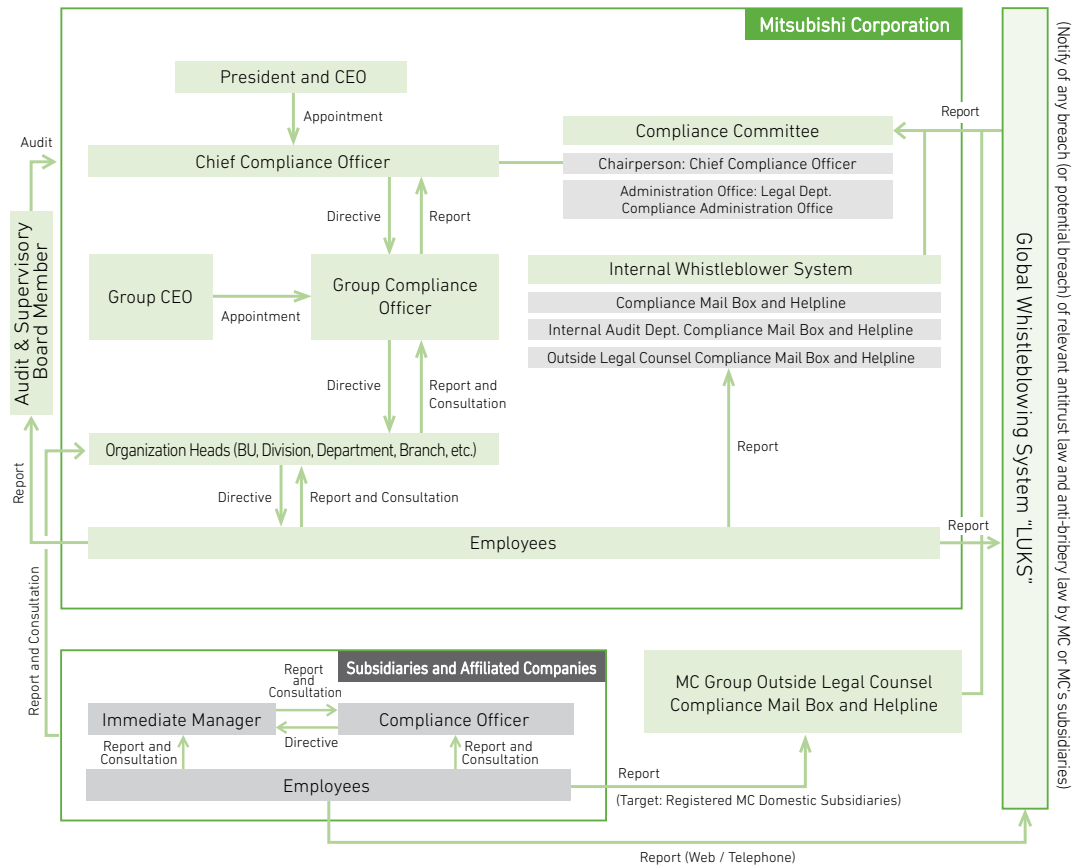 Mitsubishi Corporation
President and CEO
Appointment
Report
Audit
Compliance Committee
Chief Compliance Officer
Chairperson: Chief Compliance Officer
Administration Office: Legal Dept.
Compliance Administration Office
Directive
Report
Audit & Supervisory
Board Member
Group CEO
Appointment
Group Compliance
Officer
Internal Whistleblower System
Compliance Mail Box and Helpline
Internal Audit Dept. Compliance Mail Box and Helpline
Outside Legal Counsel Compliance Mail Box and Helpline
Directive
Report and
Consultation
Report
Organization Heads (BU, Division, Department, Branch, etc.)
Report
Directive
Report and Consultation
Employees
Report
Global Whistleblowing System “LUKS”
(Notify of any breach (or potential breach) of relevant antitrust law and anti-bribery law by MC or MC’s subsidiaries)
Report and Consultation
Subsidiaries and Affiliated Companies
Report
and
Consultation
Immediate Manager
Compliance Officer
Directive
Report and
Consultation
Report and
Consultation
Employees
MC Group Outside Legal Counsel
Compliance Mail Box and Helpline
Report
(Target: Registered MC Domestic Subsidiaries)
Report (Web / Telephone)